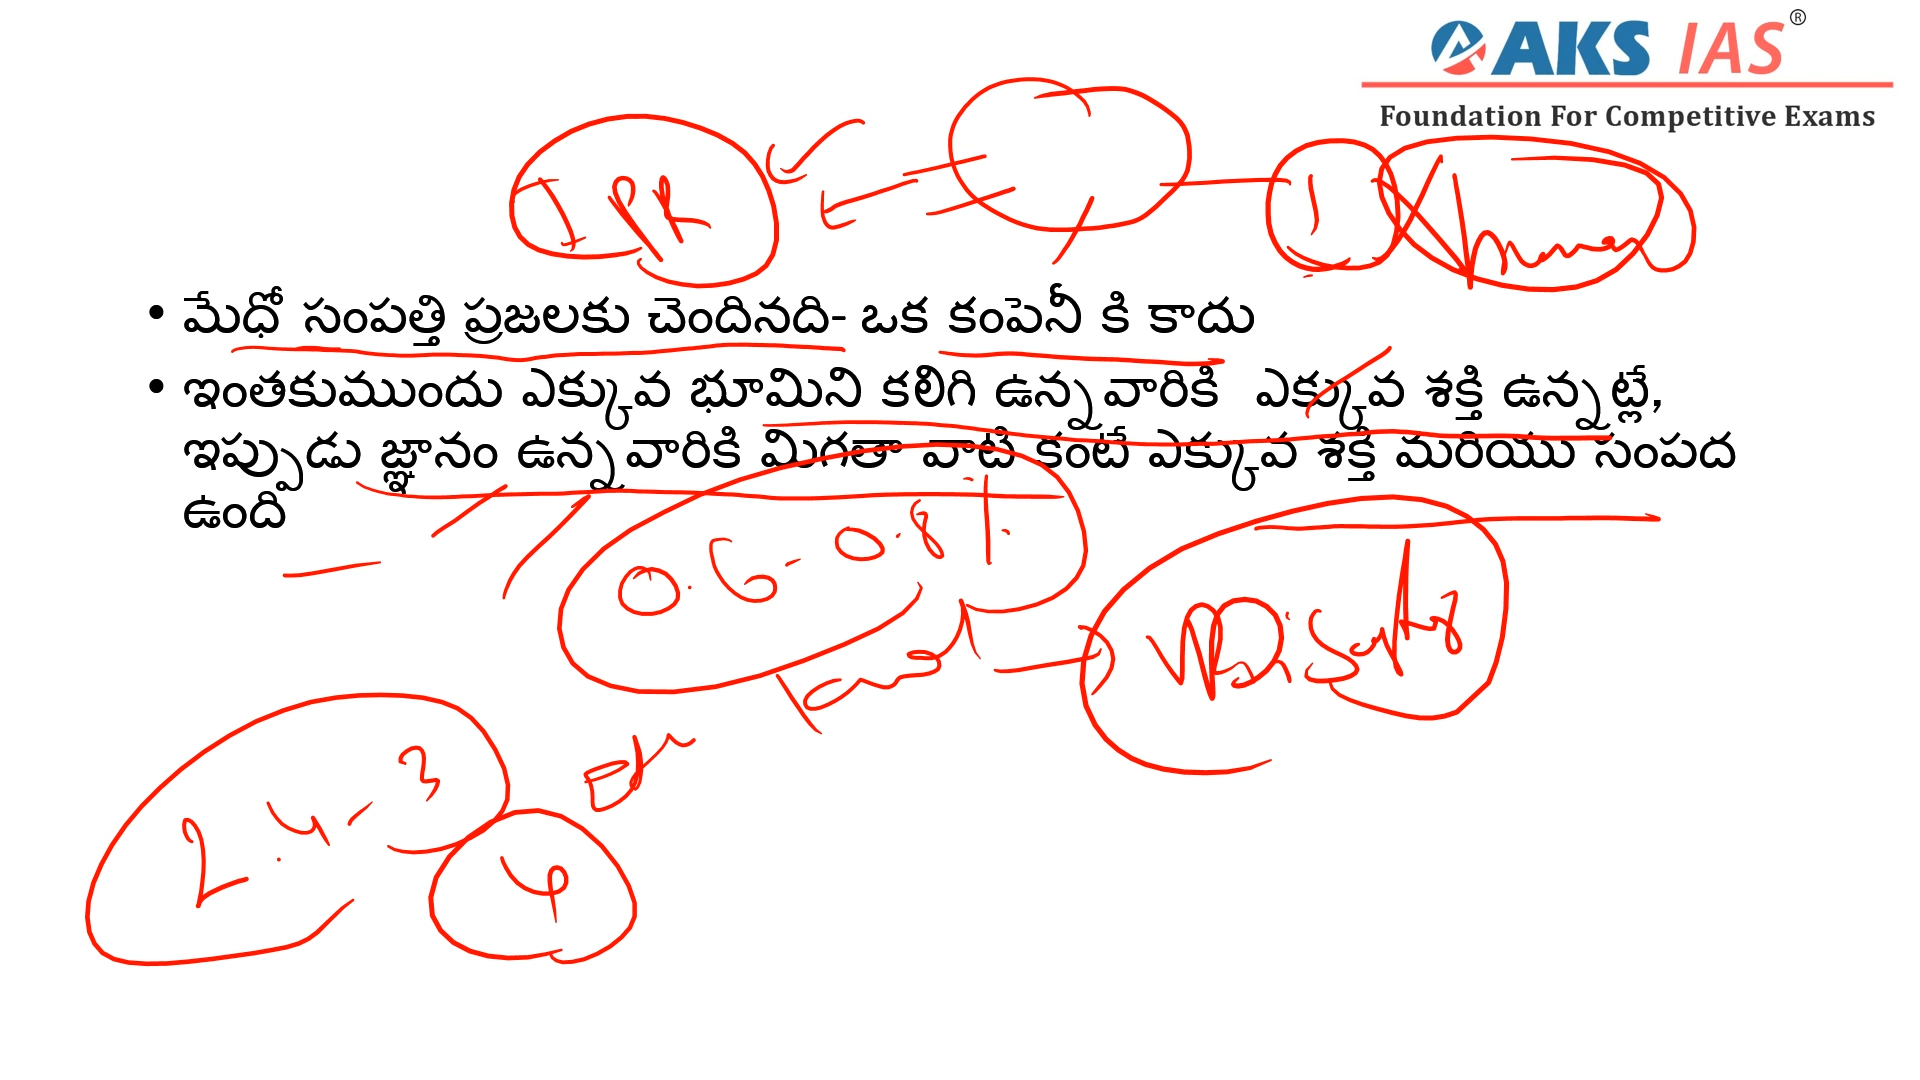 AKS IAS®
Foundation For Competitive Exams
IPR
1
• మేధో సంపత్తి ప్రజలకు చెందినది- ఒక కంపెనీ కి కాదు
• ఇంతకుముందు ఎక్కువ భూమిని కలిగి ఉన్నవారికి ఎక్కువ శక్తి ఉన్నట్లే,
ఇప్పుడు జ్ఞానం ఉన్నవారికి మిగతా వాటి కంటే ఎక్కువ శక్తి మరియు సంపద
ఉంది
0.6-0.8%
2.4-3
4